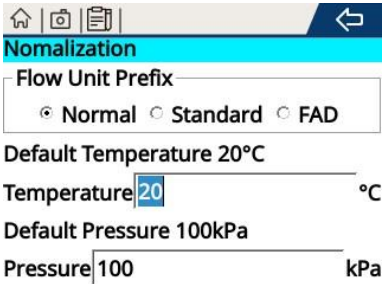 Nomalization
Flow Unit Prefix
Normal Standard FAD
Default Temperature 20°C
Temperature 20 °C
Default Pressure 100kPa
Pressure 100 kPa